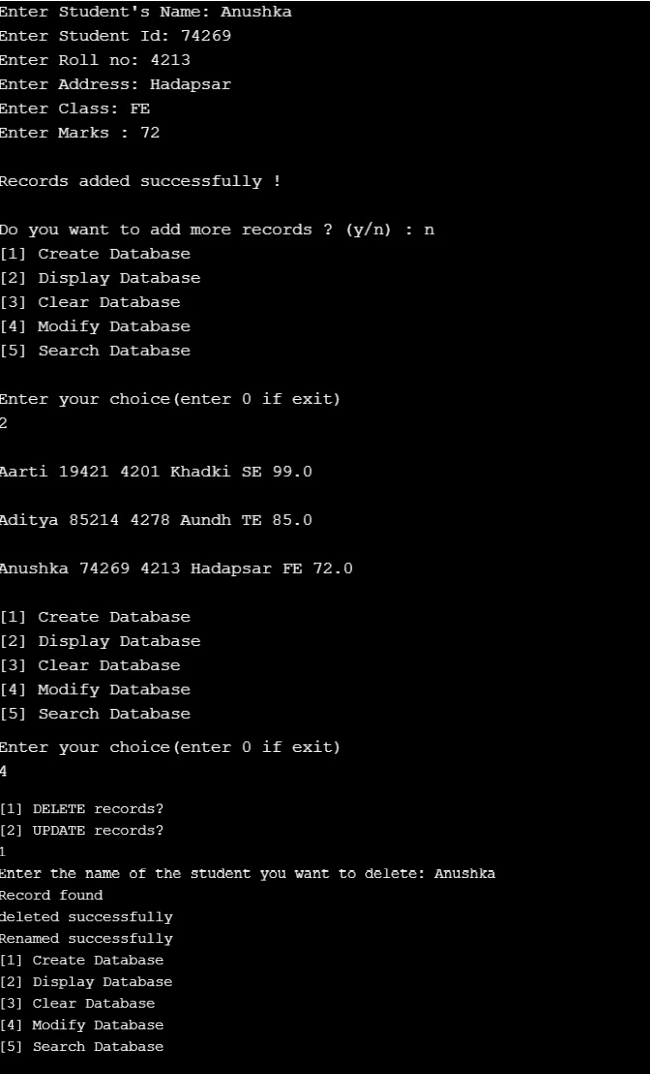 Enter Student's Name: Anushka
Enter Student Id: 74269
Enter Roll no: 4213
Enter Address: Hadapsar
Enter Class: FE
Enter Marks : 72
Records added successfully !
Do you want to add more records ? (y/n) : n
[1] Create Database
[2] Display Database
[3] Clear Database
[4] Modify Database
[5] Search Database
Enter your choice(enter 0 if exit)
2
Aarti 19421 4201 Khadki SE 99.0
Aditya 85214 4278 Aundh TE 85.0
Anushka 74269 4213 Hadapsar FE 72.0
[1] Create Database
[2] Display Database
[3] Clear Database
[4] Modify Database
[5] Search Database
Enter your choice(enter 0 if exit)
4
[1] DELETE records?
[2] UPDATE records?
1
Enter the name of the student you want to delete: Anushka
Record found
deleted successfully
Renamed successfully
[1] Create Database
[2] Display Database
[3] Clear Database
[4] Modify Database
[5] Search Database